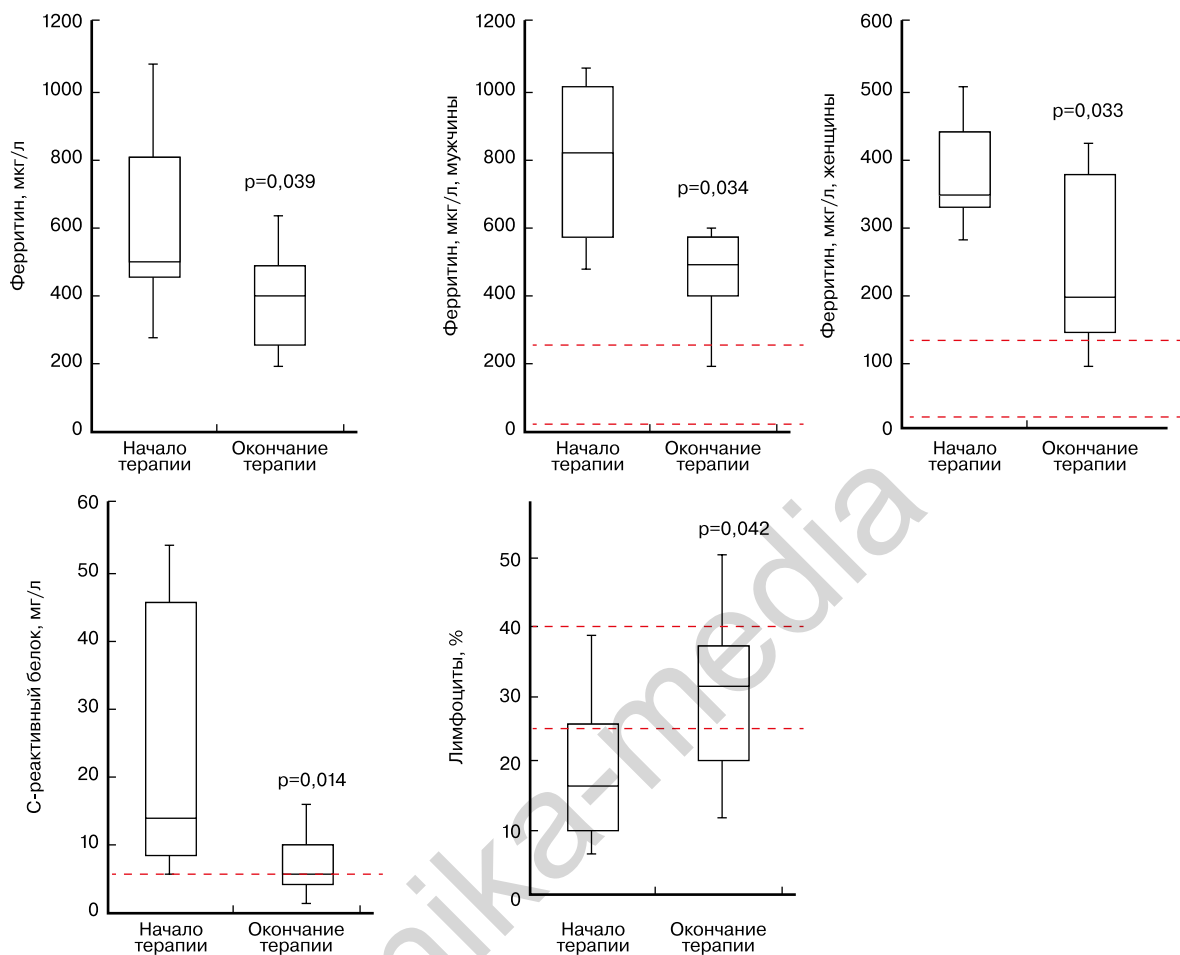 Ферритин, мкг/л
1200
1000
800
600
400
200
0
p=0,039
Начало
терапии
Окончание
терапии
Ферритин, мкг/л, мужчины
1200
1000
800
600
400
200
0
p=0,034
Начало
терапии
Окончание
терапии
Ферритин, мкг/л, женщины
600
500
400
300
200
100
0
p=0,033
Начало
терапии
Окончание
терапии
С-реактивный белок, мг/л
60
50
40
30
20
10
0
p=0,014
Начало
терапии
Окончание
терапии
Лимфоциты, %
50
40
30
20
10
0
p=0,042
Начало
терапии
Окончание
терапии
nika-media